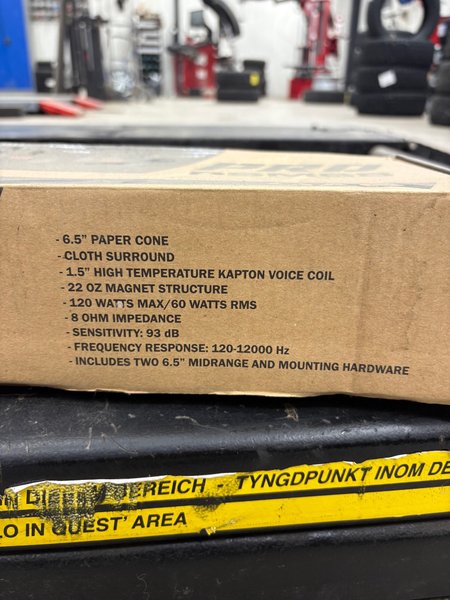 - 6.5” PAPER CONE
- CLOTH SURROUND
- 1.5” HIGH TEMPERATURE KAPTON VOICE COIL
- 22 OZ MAGNET STRUCTURE
- 120 WATTS MAX/60 WATTS RMS
- 8 OHM IMPEDANCE
- SENSITIVITY: 93 dB
- FREQUENCY RESPONSE: 120-12000 Hz
- INCLUDES TWO 6.5” MIDRANGE AND MOUNTING HARDWARE
BEREICH - TYNGDPUNKT INOM DE
LO IN QUEST' AREA